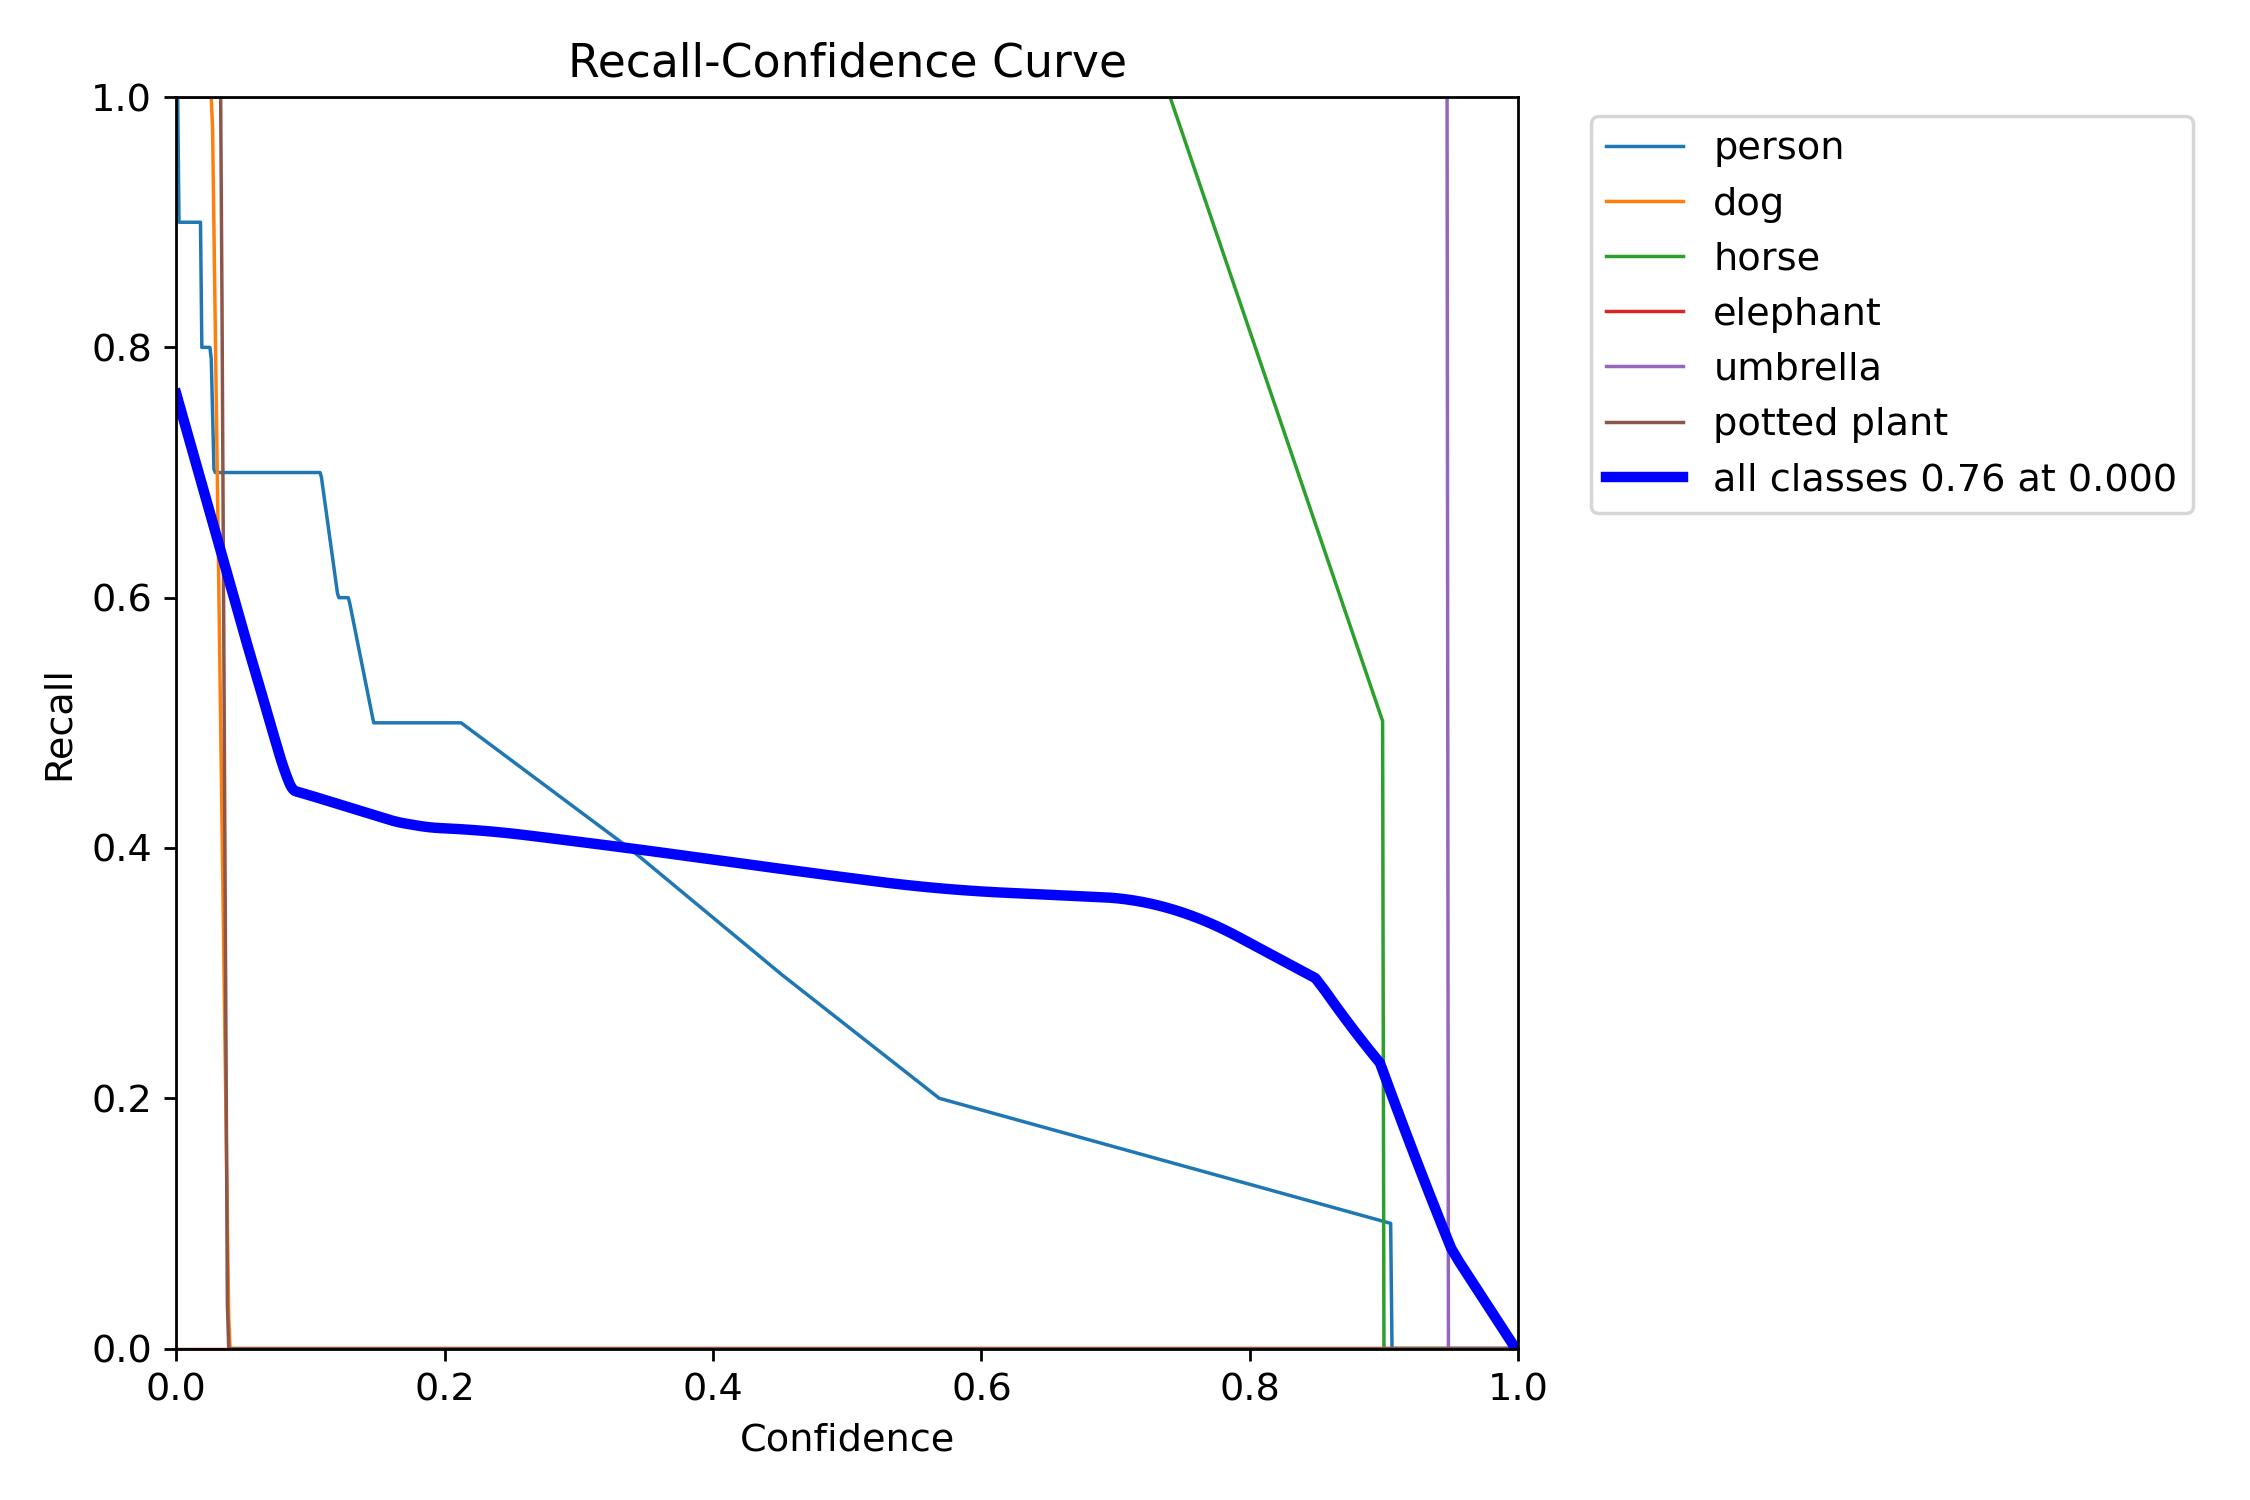 Recall-Confidence Curve
1.0
0.8
0.6
0.4
0.2
0.0
Recall
0.0 0.2 0.4 0.6 0.8 1.0
Confidence
person
dog
horse
elephant
umbrella
potted plant
all classes 0.76 at 0.000